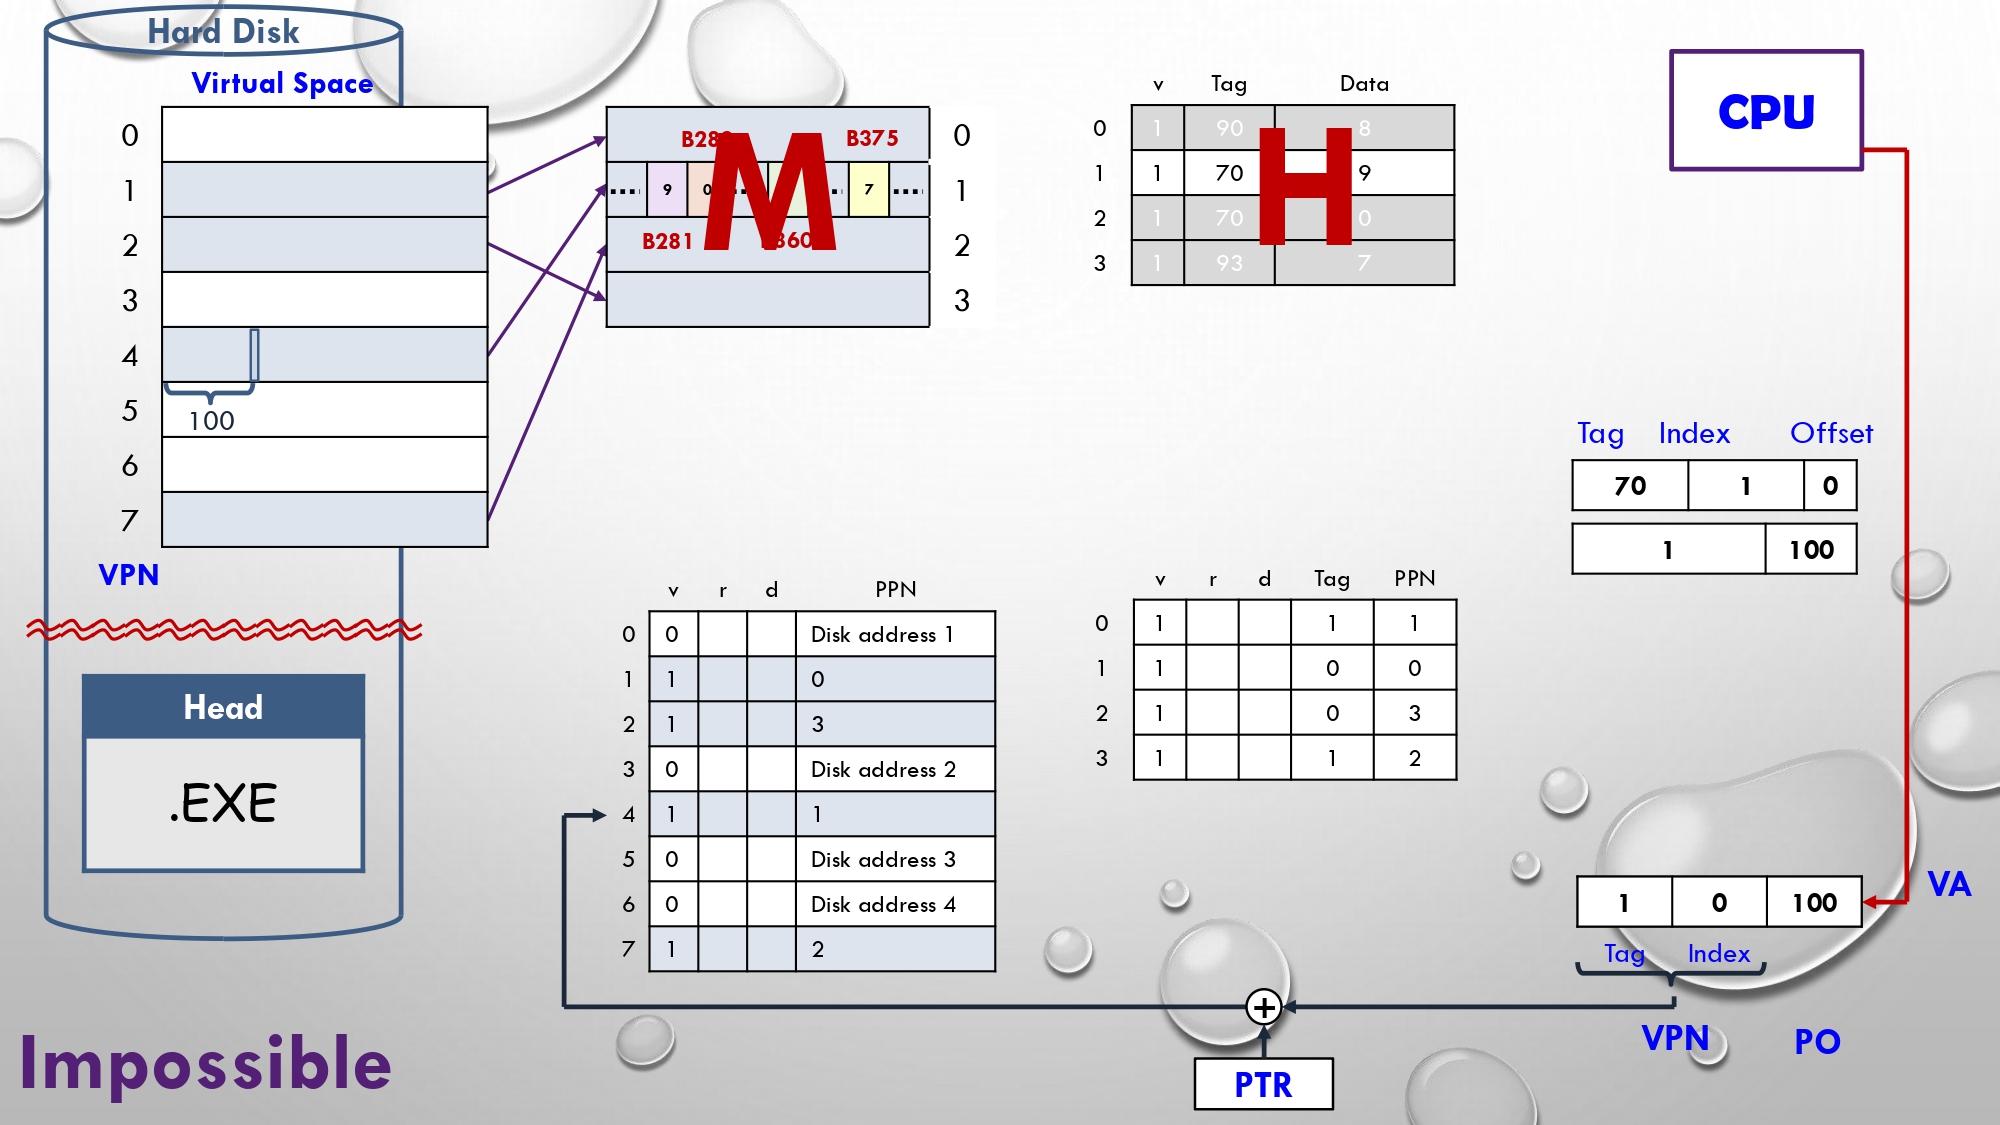 Hard Disk
Virtual Space
0
1
2
3
4
5
6
7
100
VPN
Head
.EXE
Impossible
B375
.... 9 7 ....
B281
M
0
1
2
3
v Tag Data
0 1 90 8
1 1 70 9
2 1 70 0
3 1 93 7
H
CPU
Tag Index Offset
70 1 0
1 100
v r d PPN
0 0 Disk address 1
1 1 0
2 1 3
3 0 Disk address 2
4 1 1
5 0 Disk address 3
6 0 Disk address 4
7 1 2
v r d Tag PPN
0 1 1 1
1 1 0 0
2 1 0 3
3 1 1 2
VA
1 0 100
Tag Index
VPN PO
+
PTR